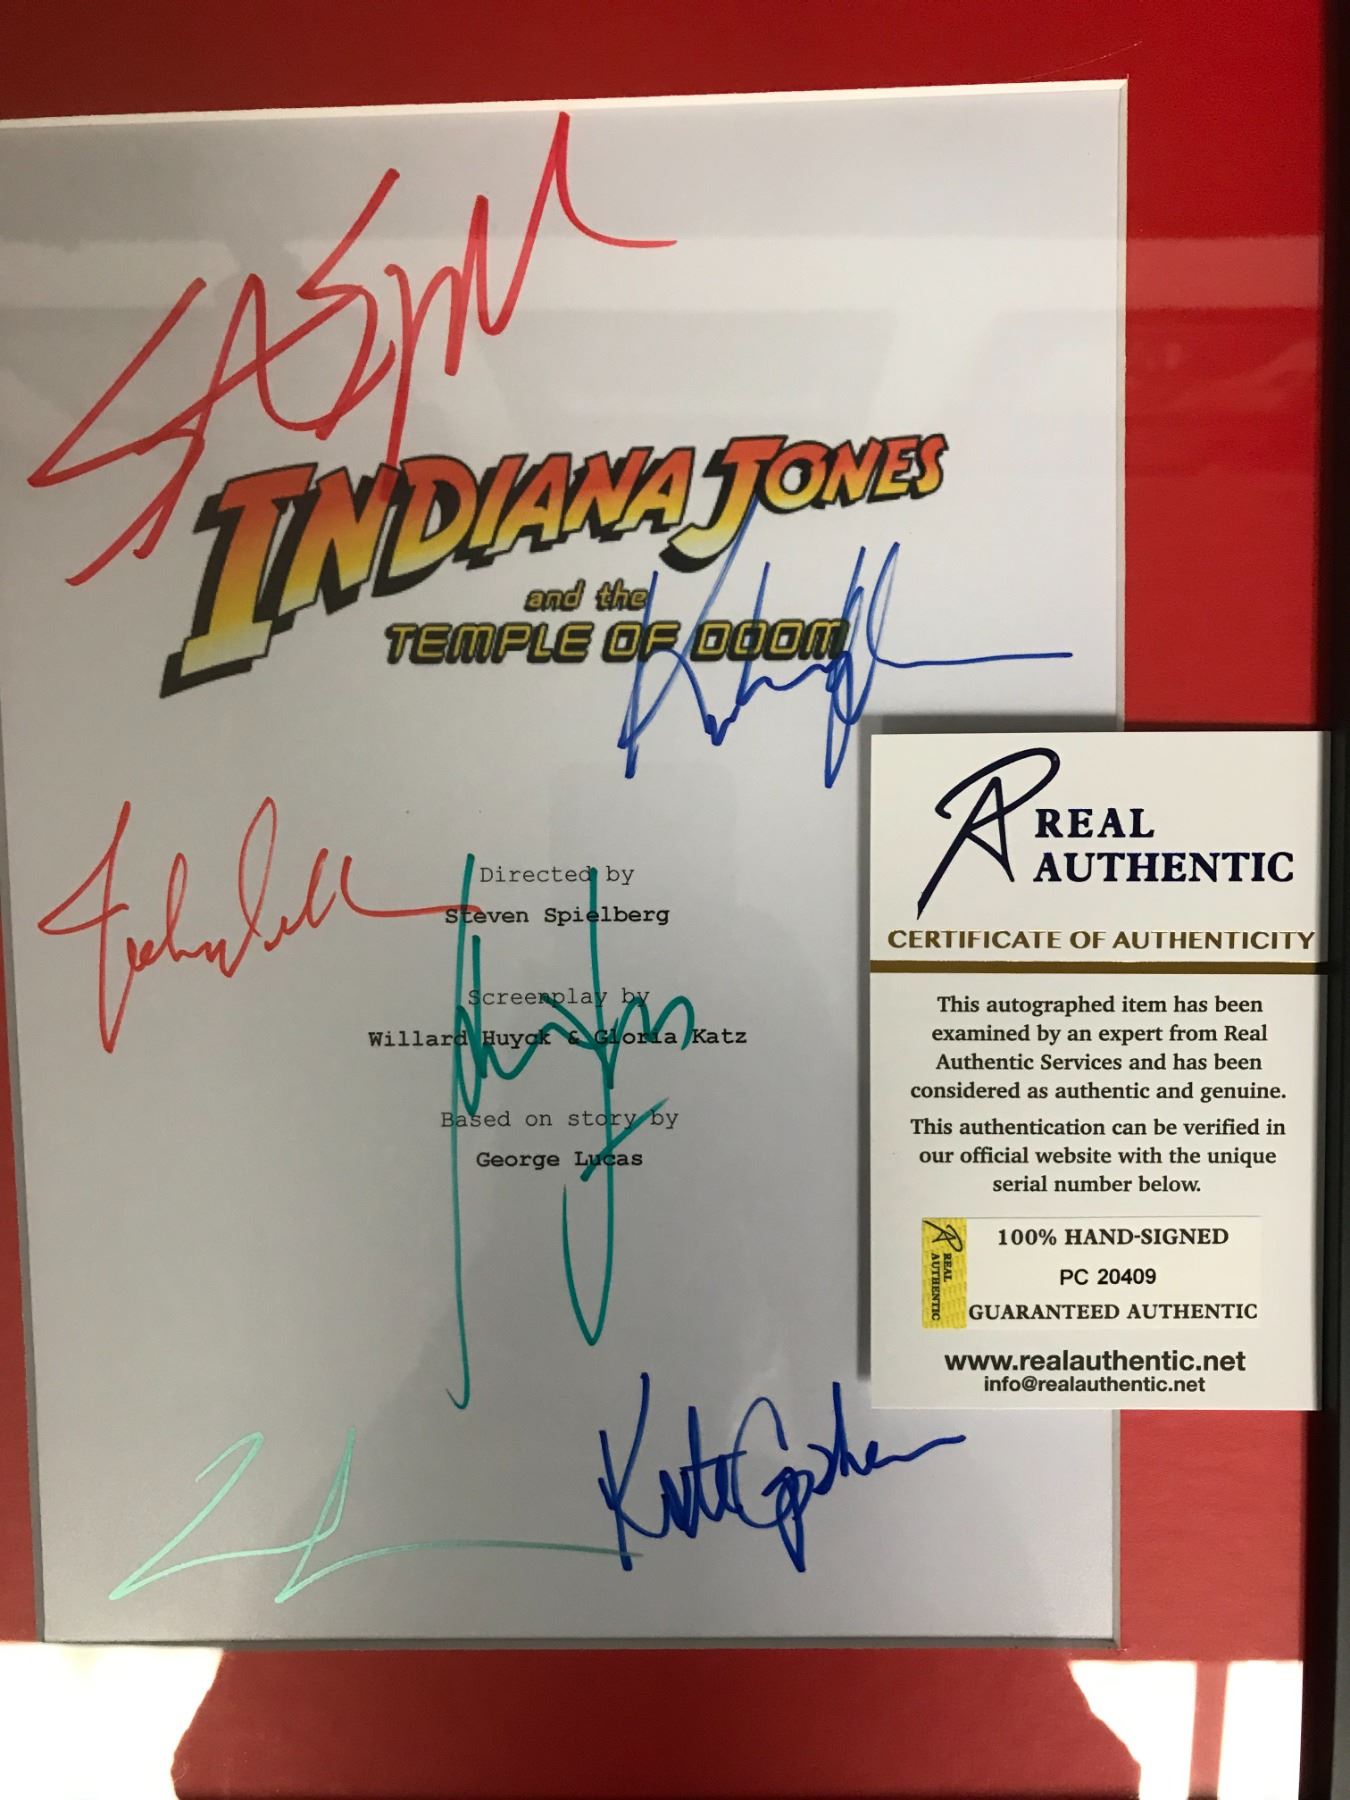 INDIANA JONES
and the
TEMPLE OF DOOM
Directed by
Steven Spielberg
Screenplay by
Willard Huyck & Gloria Katz
Based on story by
George Lucas
REAL
AUTHENTIC
CERTIFICATE OF AUTHENTICITY
This autographed item has been
examined by an expert from Real
Authentic Services and has been
considered as authentic and genuine.
This authentication can be verified in
our official website with the unique
serial number below.
REAL
AUTHENTIC
100% HAND-SIGNED
PC 20409
GUARANTEED AUTHENTIC
www.realauthentic.net
info@realauthentic.net